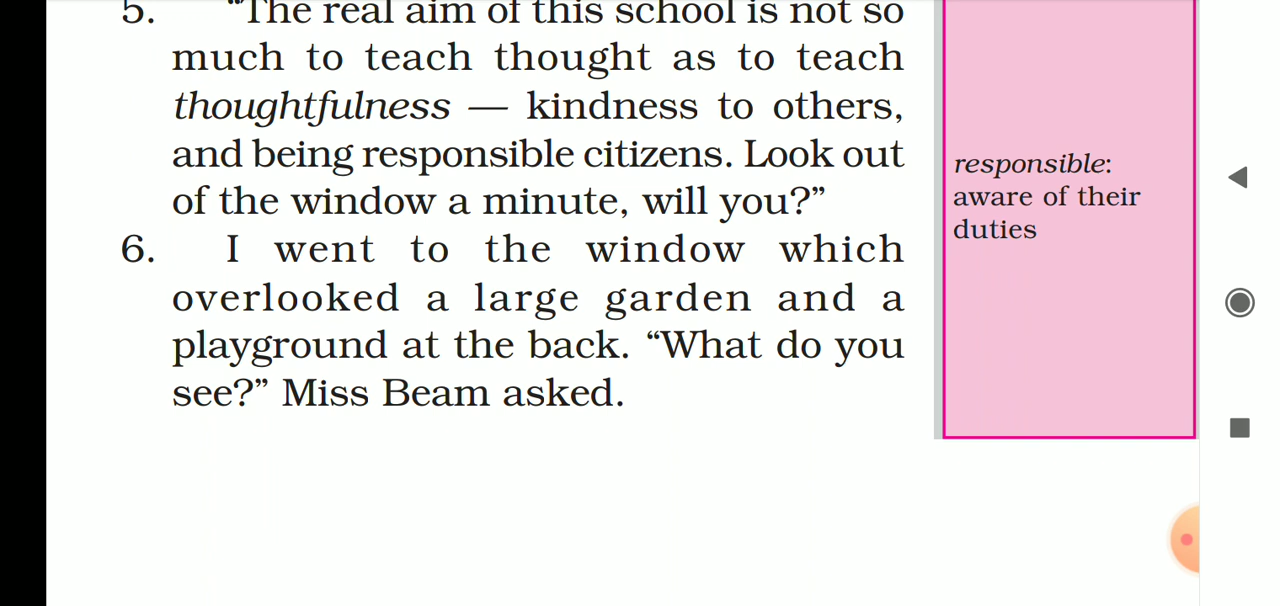 5. “The real aim of this school is not so
much to teach thought as to teach
thoughtfulness — kindness to others,
and being responsible citizens. Look out
of the window a minute, will you?”
6. I went to the window which
overlooked a large garden and a
playground at the back. “What do you
see?” Miss Beam asked.
responsible:
aware of their
duties